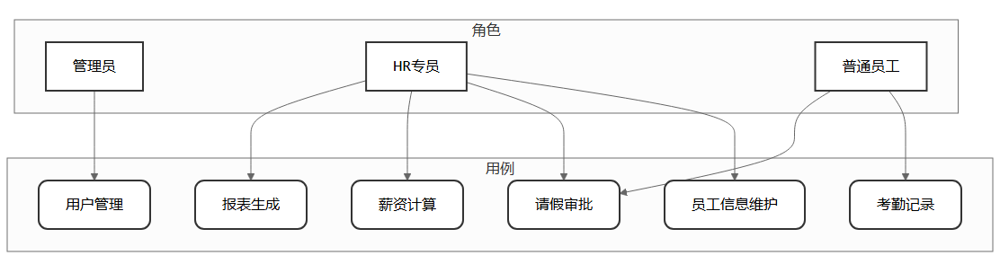 角色
管理员
HR专员
普通员工
用例
用户管理
报表生成
薪资计算
请假审批
员工信息维护
考勤记录